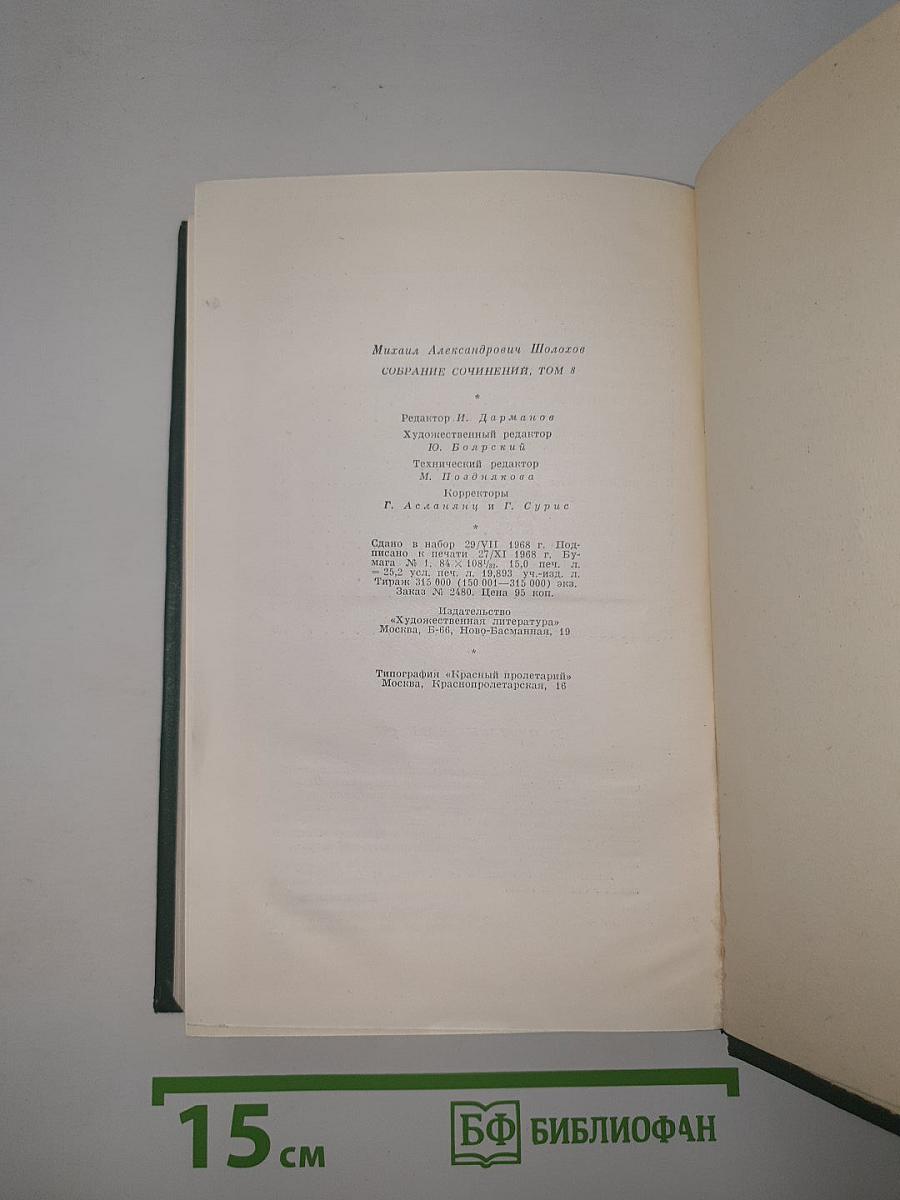 Михаил Александрович Шолохов
СОБРАНИЕ СОЧИНЕНИЙ, ТОМ 8
*
Редактор И. Дарманов
Художественный редактор
Ю. Боярский
Технический редактор
М. Позднякова
Корректоры
Г. Асланянц и Г. Сурис
*
Сдано в набор 29/VII 1968 г. Под-
писано к печати 27/XI 1968 г. Бу-
мага № 1. 84 × 108¹/₃₂. 15,0 печ. л.
= 25,2 усл. печ. л. 19,893 уч.-изд. л.
Тираж 315 000 (150 001—315 000) экз.
Заказ № 2480. Цена 95 коп.
Издательство
«Художественная литература»
Москва, Б-66, Ново-Басманная, 19
*
Типография «Красный пролетарий»
Москва, Краснопролетарская, 16
15 см
БФ БИБЛИОФАН